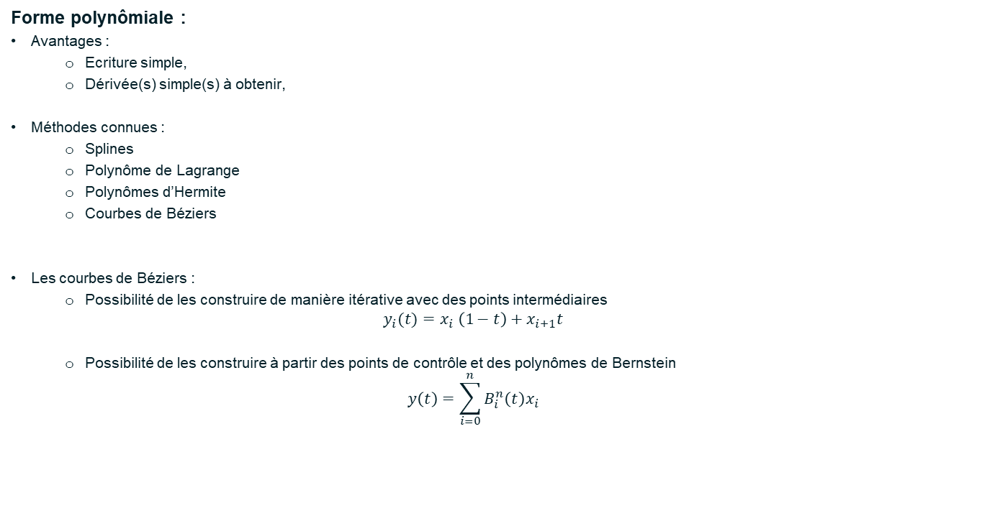 Forme polynômiale :
• Avantages :
o Ecriture simple,
o Dérivée(s) simple(s) à obtenir,
• Méthodes connues :
o Splines
o Polynôme de Lagrange
o Polynômes d’Hermite
o Courbes de Béziers
• Les courbes de Béziers :
o Possibilité de les construire de manière itérative avec des points intermédiaires
y_i(t) = x_i (1 − t) + x_{i+1}t
o Possibilité de les construire à partir des points de contrôle et des polynômes de Bernstein
y(t) = \sum_{i=0}^{n} B_i^n(t)x_i